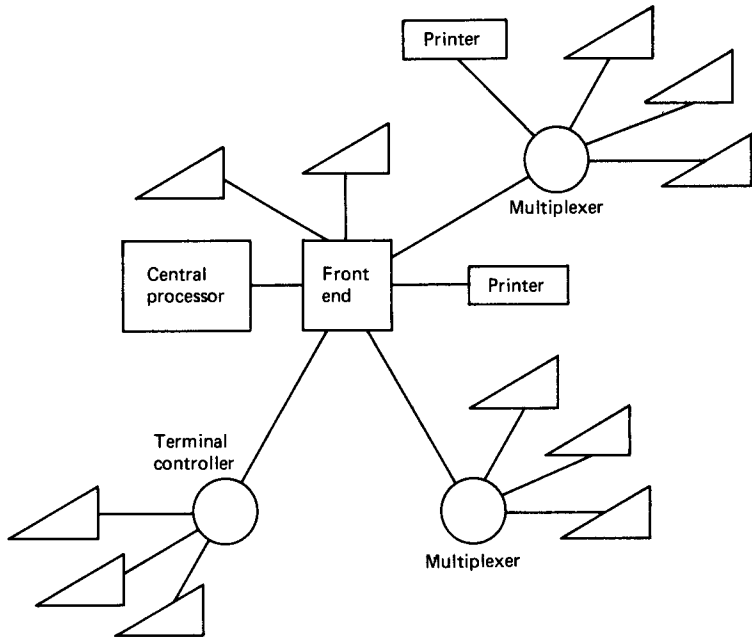 Printer
Multiplexer
Central
processor
Front
end
Printer
Terminal
controller
Multiplexer